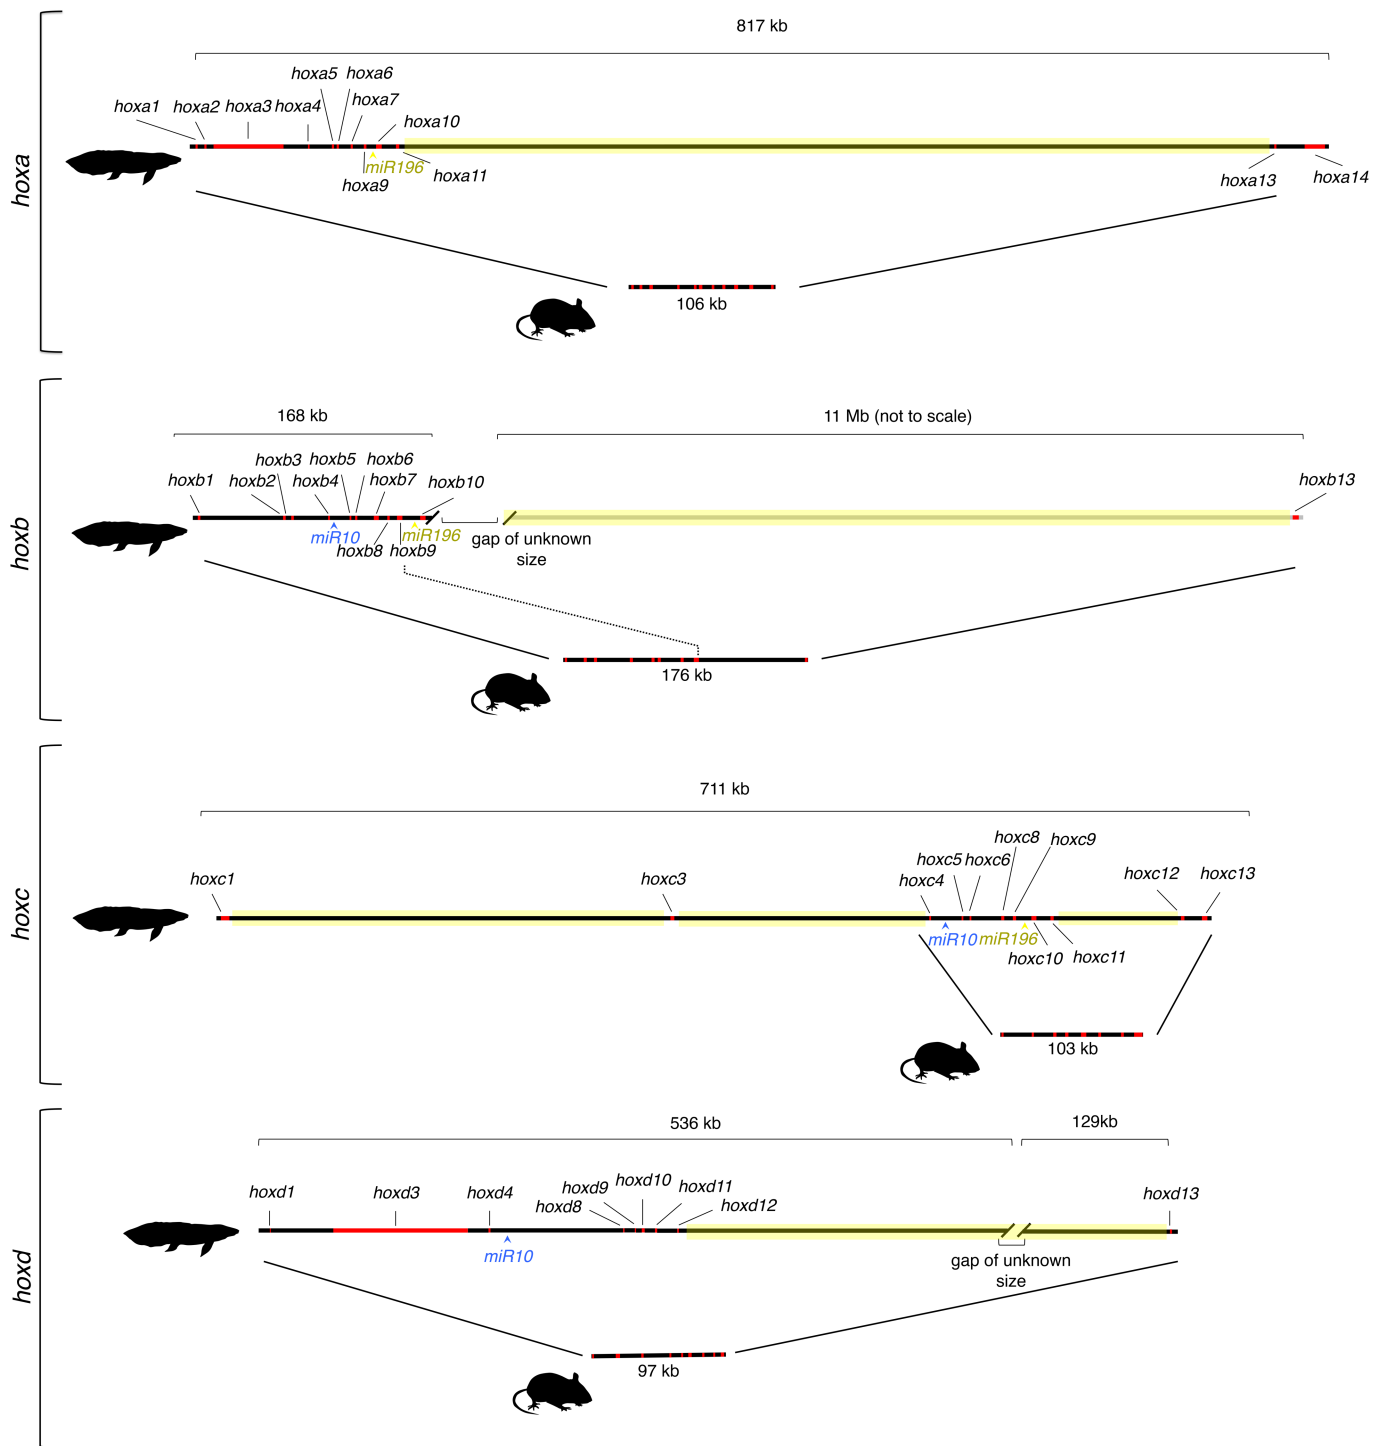 hoxa
817 kb
hoxa5 hoxa6
hoxa1 hoxa2 hoxa3 hoxa4 hoxa7
hoxa10
miR196
hoxa9 hoxa11
hoxa13 hoxa14
106 kb
hoxb
168 kb
11 Mb (not to scale)
hoxb3 hoxb5 hoxb6
hoxb1 hoxb2 hoxb4 hoxb7 hoxb10
hoxb13
miR10 miR196
hoxb8 hoxb9
gap of unknown
size
176 kb
hoxc
711 kb
hoxc8 hoxc9
hoxc5 hoxc6
hoxc1 hoxc3 hoxc4 hoxc12 hoxc13
miR10 miR196
hoxc10 hoxc11
103 kb
hoxd
536 kb
129kb
hoxd1 hoxd3 hoxd4 hoxd9 hoxd10 hoxd11
hoxd8 hoxd12
hoxd13
miR10
gap of unknown
size
97 kb